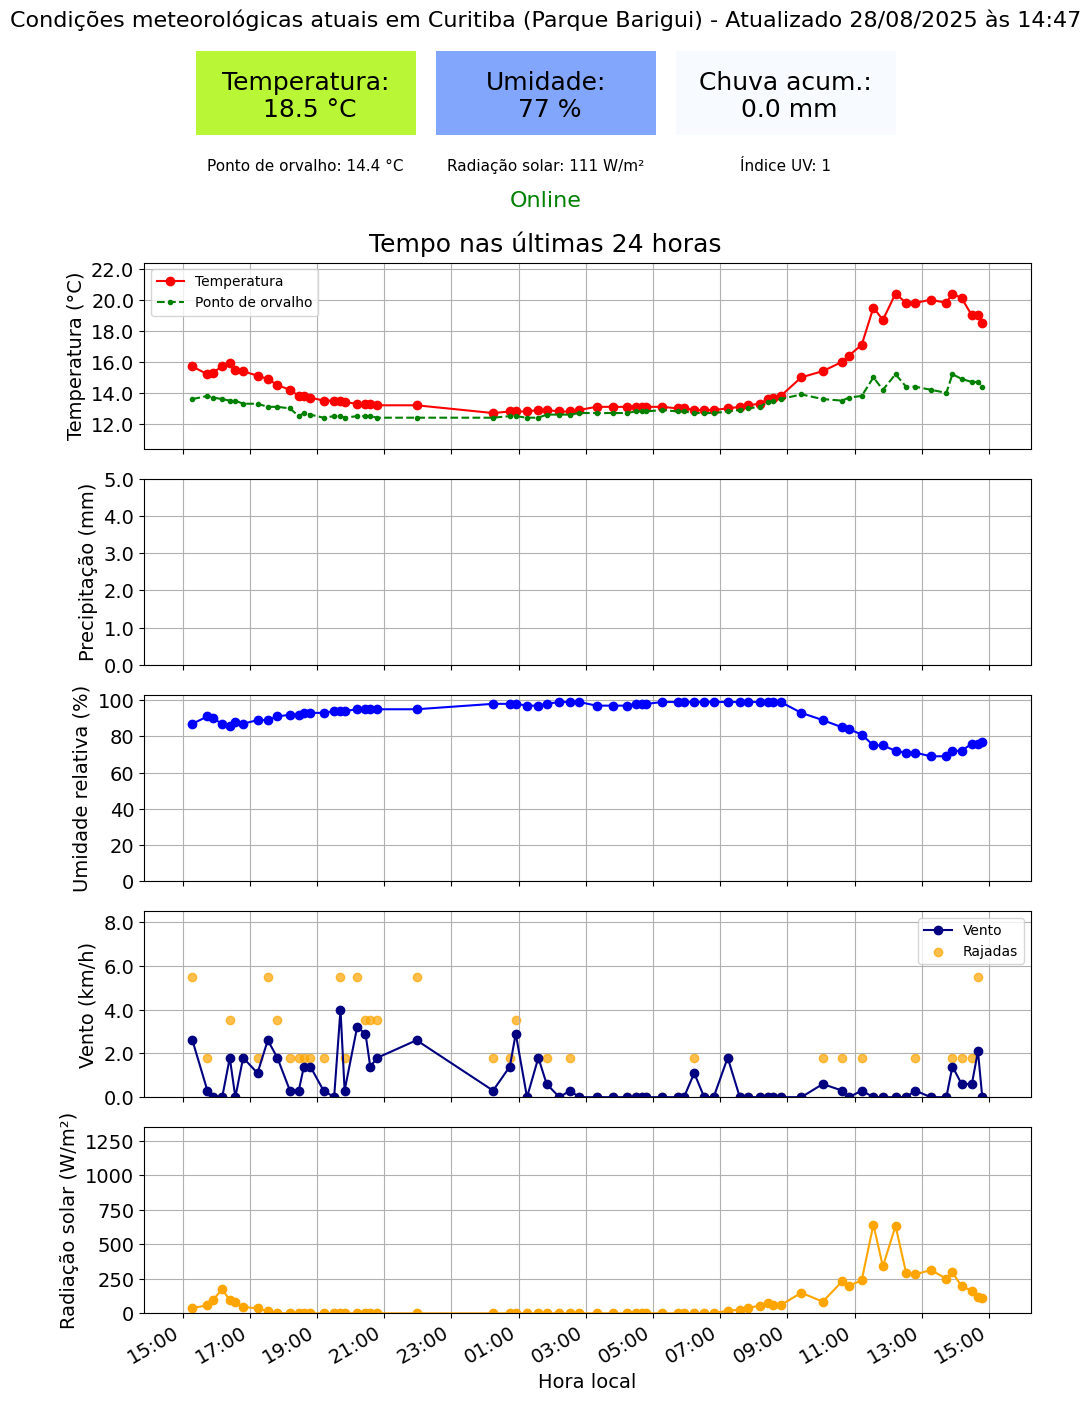 Condições meteorológicas atuais em Curitiba (Parque Barigui) - Atualizado 28/08/2025 às 14:47
Temperatura:
18.5 °C
Umidade:
77 %
Chuva acum.:
0.0 mm
Ponto de orvalho: 14.4 °C
Radiação solar: 111 W/m²
Índice UV: 1
Online
Tempo nas últimas 24 horas
Temperatura (°C)
22.0
20.0
18.0
16.0
14.0
12.0
Temperatura
Ponto de orvalho
Precipitação (mm)
5.0
4.0
3.0
2.0
1.0
0.0
Umidade relativa (%)
100
80
60
40
20
0
Vento (km/h)
8.0
6.0
4.0
2.0
0.0
Vento
Rajadas
Radiação solar (W/m²)
1250
1000
750
500
250
0
15:00
17:00
19:00
21:00
23:00
01:00
03:00
05:00
07:00
09:00
11:00
13:00
15:00
Hora local